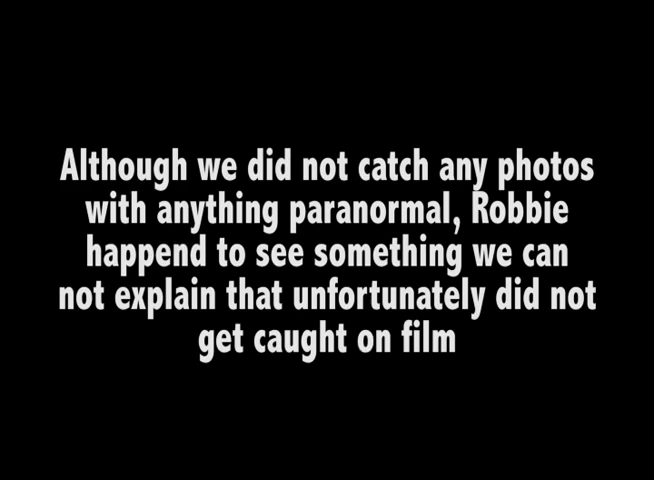 Although we did not catch any photos
with anything paranormal, Robbie
happend to see something we can
not explain that unfortunately did not
get caught on film